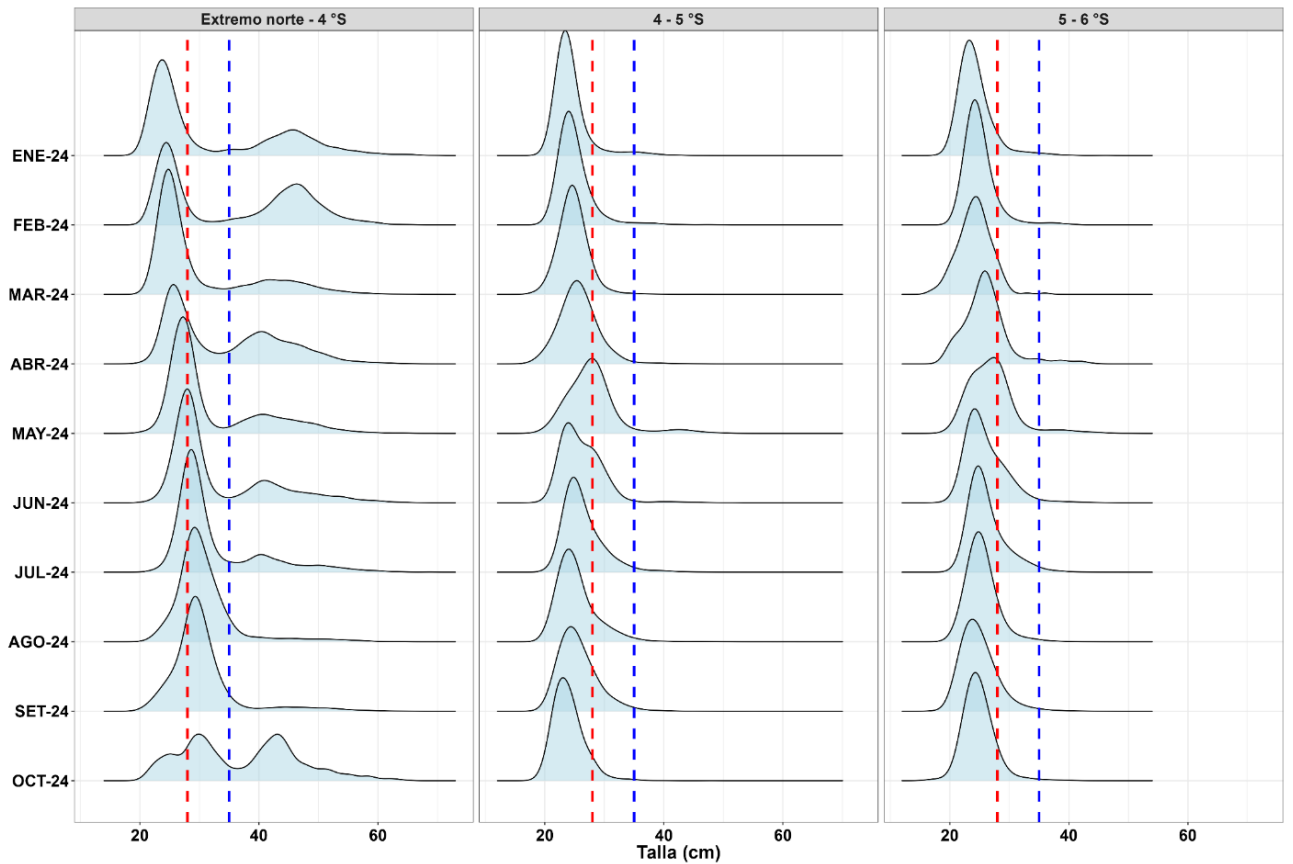 Extremo norte - 4 °S
4 - 5 °S
5 - 6 °S
ENE-24
FEB-24
MAR-24
ABR-24
MAY-24
JUN-24
JUL-24
AGO-24
SET-24
OCT-24
20 40 60 20 40 60 20 40 60
Talla (cm)